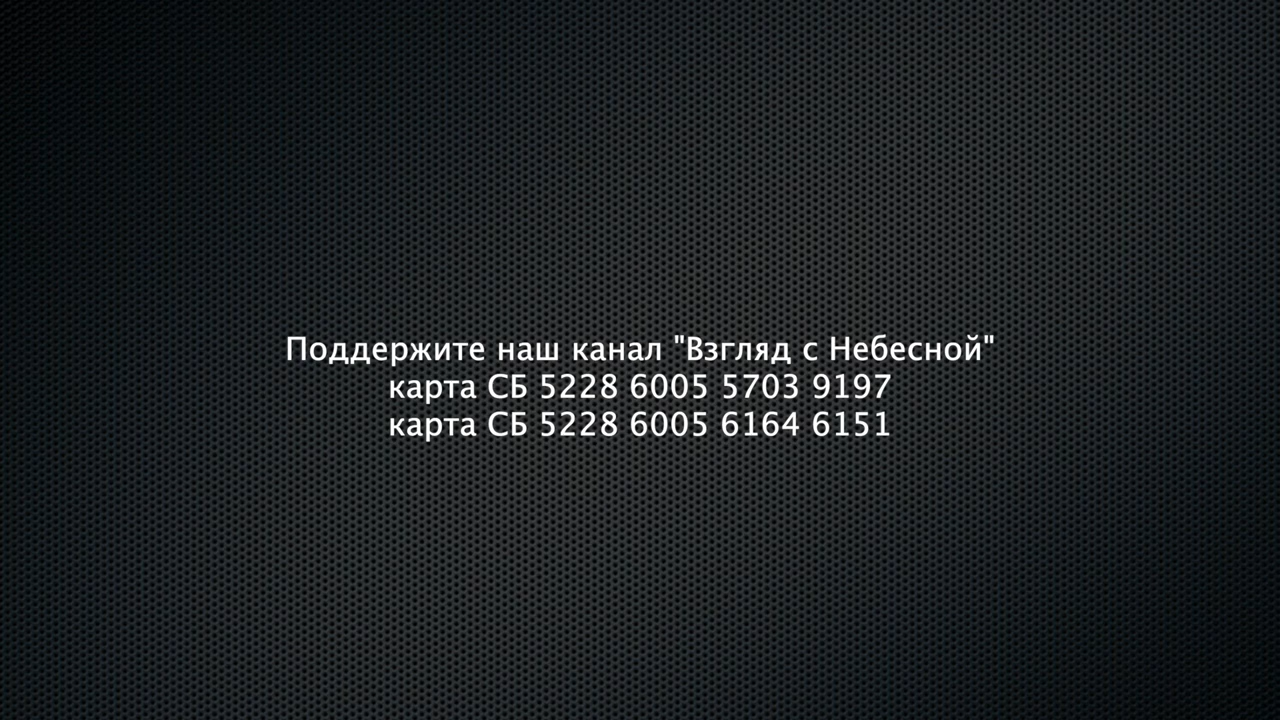 Поддержите наш канал "Взгляд с Небесной"
карта СБ 5228 6005 5703 9197
карта СБ 5228 6005 6164 6151